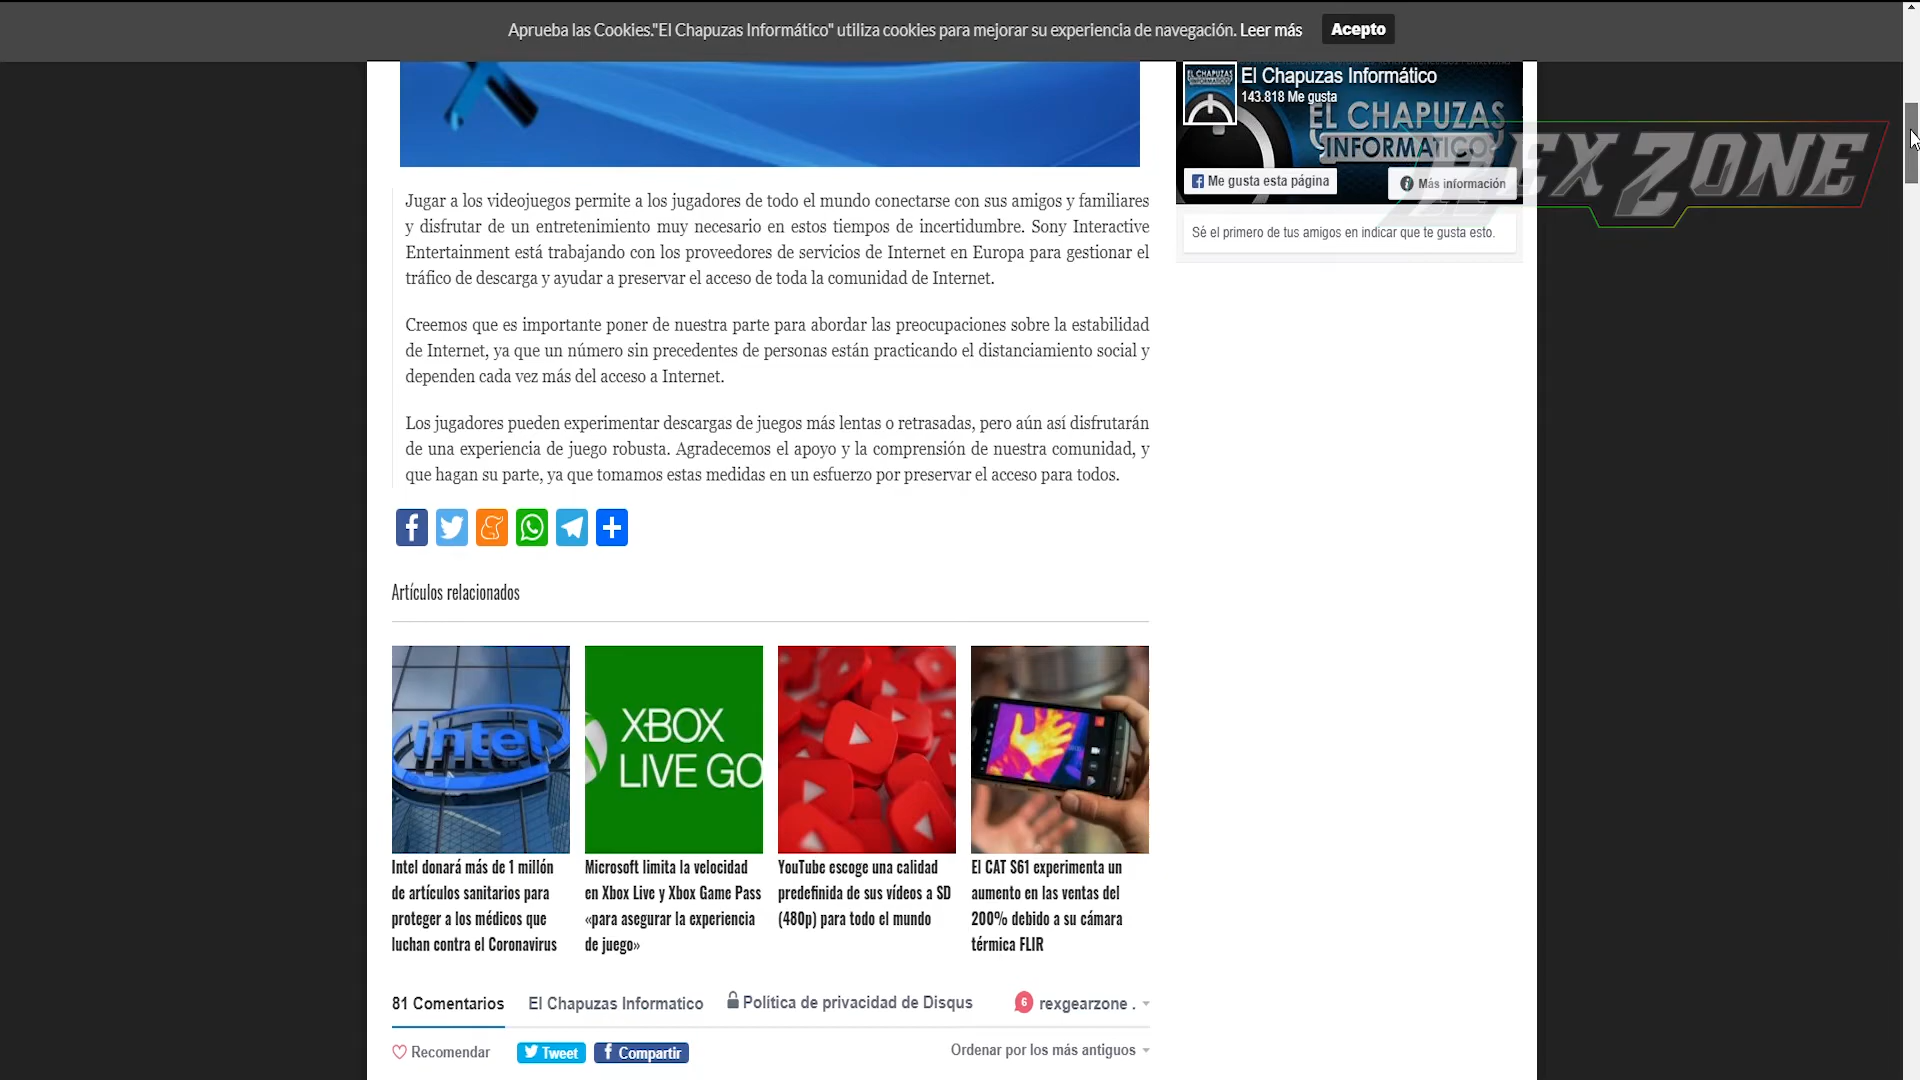 Aprueba las Cookies."El Chapuzas Informático" utiliza cookies para mejorar su experiencia de navegación. Leer más Acepto
El Chapuzas Informático
143.818 Me gusta
EL CHAPUZAS
INFORMATICO
Me gusta esta página
Más información
Sé el primero de tus amigos en indicar que te gusta esto.
REX ZONE
Jugar a los videojuegos permite a los jugadores de todo el mundo conectarse con sus amigos y familiares
y disfrutar de un entretenimiento muy necesario en estos tiempos de incertidumbre. Sony Interactive
Entertainment está trabajando con los proveedores de servicios de Internet en Europa para gestionar el
tráfico de descarga y ayudar a preservar el acceso de toda la comunidad de Internet.
Creemos que es importante poner de nuestra parte para abordar las preocupaciones sobre la estabilidad
de Internet, ya que un número sin precedentes de personas están practicando el distanciamiento social y
dependen cada vez más del acceso a Internet.
Los jugadores pueden experimentar descargas de juegos más lentas o retrasadas, pero aún así disfrutarán
de una experiencia de juego robusta. Agradecemos el apoyo y la comprensión de nuestra comunidad, y
que hagan su parte, ya que tomamos estas medidas en un esfuerzo por preservar el acceso para todos.
Artículos relacionados
intel
XBOX
LIVE GO
Intel donará más de 1 millón
de artículos sanitarios para
proteger a los médicos que
luchan contra el Coronavirus
Microsoft limita la velocidad
en Xbox Live y Xbox Game Pass
«para asegurar la experiencia
de juego»
YouTube escoge una calidad
predefinida de sus vídeos a SD
(480p) para todo el mundo
El CAT S61 experimenta un
aumento en las ventas del
200% debido a su cámara
térmica FLIR
81 Comentarios El Chapuzas Informatico Política de privacidad de Disqus 6 rexgearzone .
Recomendar Tweet Compartir Ordenar por los más antiguos